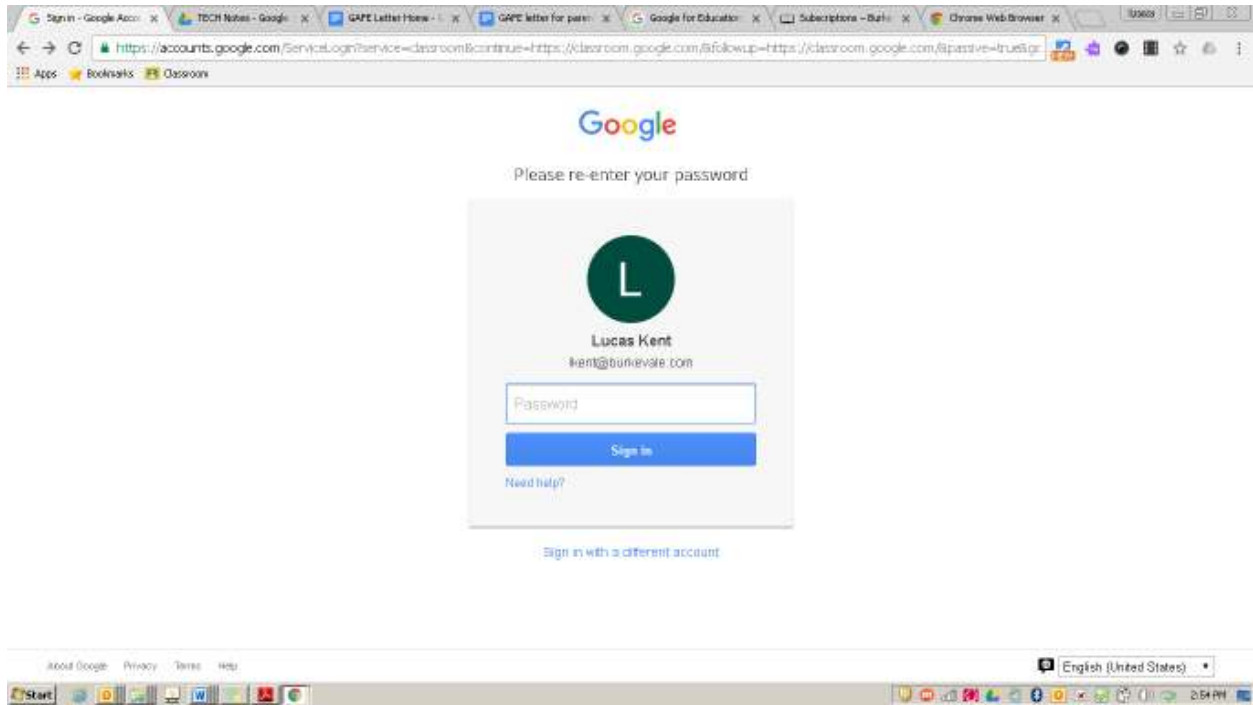 Sign in - Google Acco
TECH Notes - Google
GAFE Letter Home -
GAFE letter for paren
Google for Education
Subscriptions – Burk
Chrome Web Browser
https://accounts.google.com/ServiceLogin?service=classroom&continue=https://classroom.google.com/&followup=https://classroom.google.com/&passive=true&
Apps
Bookmarks
Classroom
Google
Please re-enter your password
L
Lucas Kent
lkent@burkevale.com
Password
Sign in
Need help?
Sign in with a different account
About Google Privacy Terms Help
English (United States)
Start
2:54 PM